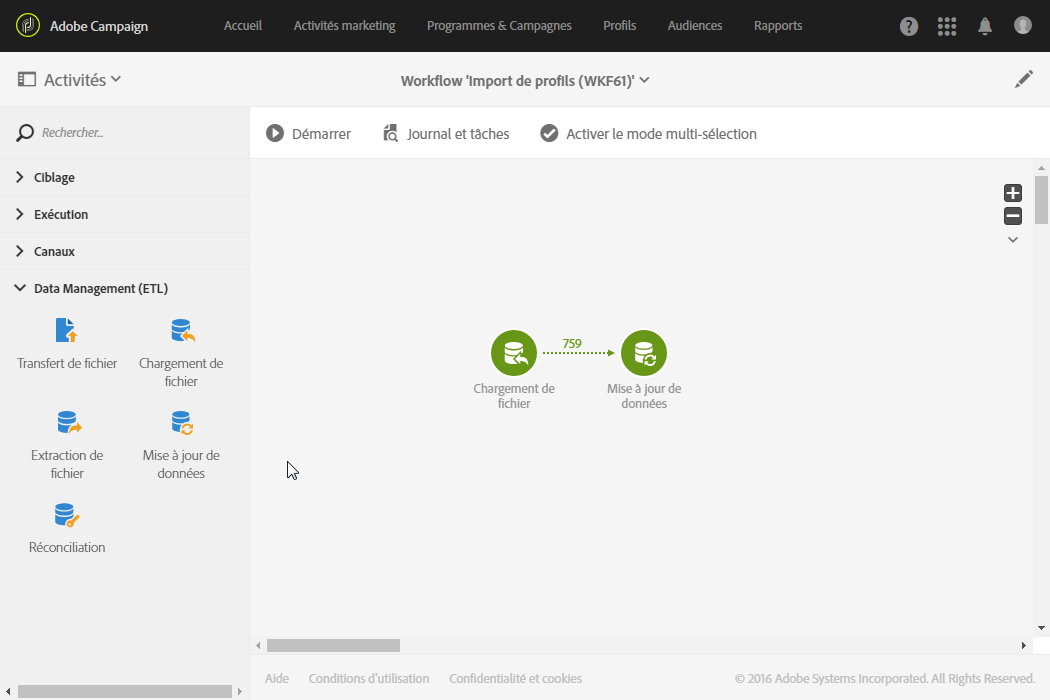 Adobe Campaign
Accueil
Activités marketing
Programmes & Campagnes
Profils
Audiences
Rapports
Activités
Workflow 'Import de profils (WKF61)'
Rechercher...
Démarrer
Journal et tâches
Activer le mode multi-sélection
Ciblage
Exécution
Canaux
Data Management (ETL)
Transfert de fichier
Chargement de
fichier
Extraction de
fichier
Mise à jour de
données
Réconciliation
759
Chargement de
fichier
Mise à jour de
données
Aide
Conditions d'utilisation
Confidentialité et cookies
© 2016 Adobe Systems Incorporated. All Rights Reserved.